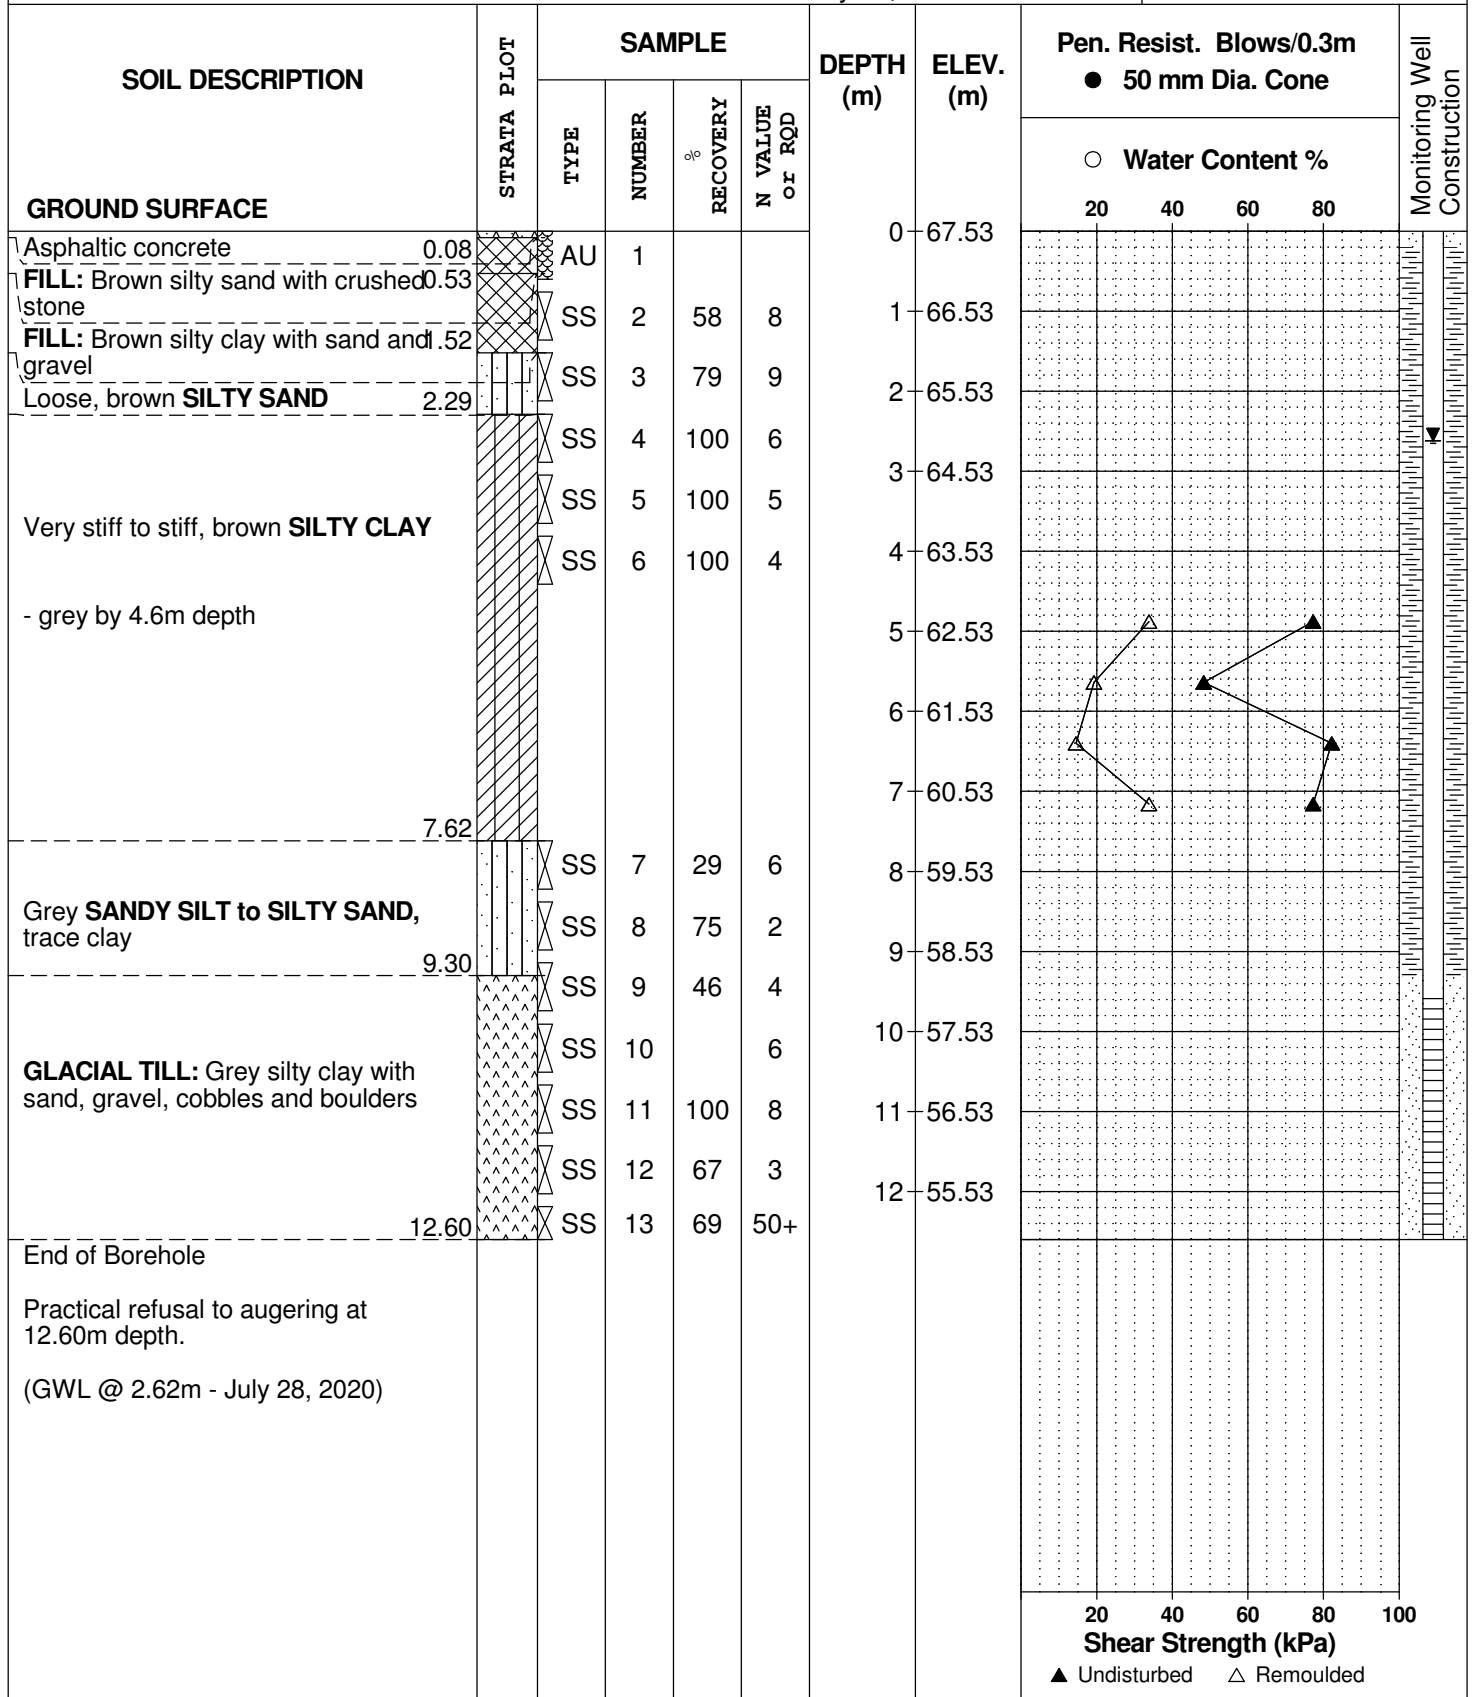 SOIL DESCRIPTION
GROUND SURFACE
STRATA PLOT
SAMPLE
TYPE
NUMBER
% RECOVERY
N VALUE or RQD
DEPTH (m)
ELEV. (m)
Pen. Resist. Blows/0.3m
● 50 mm Dia. Cone
○ Water Content %
20 40 60 80
Monitoring Well Construction
0 67.53
Asphaltic concrete 0.08
AU 1
FILL: Brown silty sand with crushed 0.53
stone
SS 2 58 8
1 66.53
FILL: Brown silty clay with sand and 1.52
gravel
SS 3 79 9
2 65.53
Loose, brown SILTY SAND 2.29
SS 4 100 6
3 64.53
SS 5 100 5
Very stiff to stiff, brown SILTY CLAY
SS 6 100 4
4 63.53
- grey by 4.6m depth
5 62.53
6 61.53
7 60.53
7.62
SS 7 29 6
8 59.53
Grey SANDY SILT to SILTY SAND,
trace clay
SS 8 75 2
9 58.53
9.30
SS 9 46 4
10 57.53
SS 10 6
GLACIAL TILL: Grey silty clay with
sand, gravel, cobbles and boulders
SS 11 100 8
11 56.53
SS 12 67 3
12 55.53
12.60
SS 13 69 50+
End of Borehole
Practical refusal to augering at
12.60m depth.
(GWL @ 2.62m - July 28, 2020)
20 40 60 80 100
Shear Strength (kPa)
▲ Undisturbed △ Remoulded